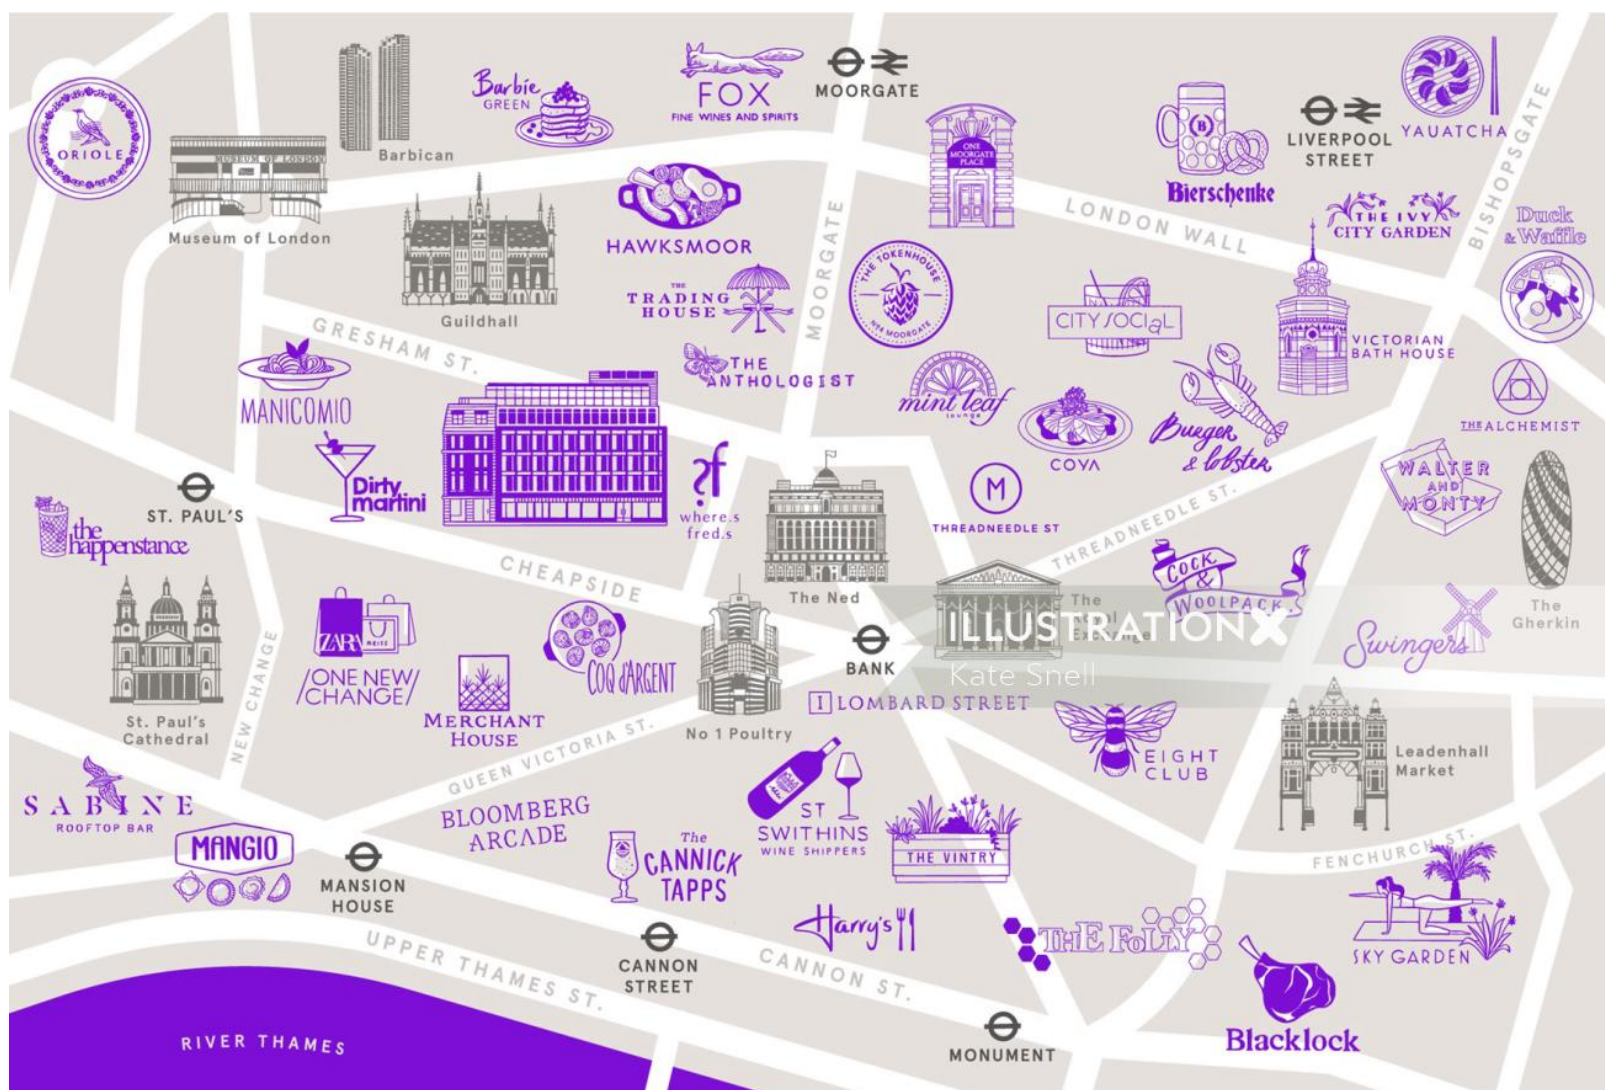 ORIOLE
MUSEUM OF LONDON
Museum of London
Barbican
Barbie
GREEN
FOX
FINE WINES AND SPIRITS
MOORGATE
ONE
MOORGATE
PLACE
B
Bierschenke
LIVERPOOL
STREET
YAUATCHA
BISHOPSGATE
LONDON WALL
THE IVY
CITY GARDEN
Duck
& Waffle
Guildhall
HAWKSMOOR
THE
TRADING
HOUSE
MOORGATE
THE TOKENHOUSE
Nº4 MOORGATE
CITY SOCIAL
VICTORIAN
BATH HOUSE
GRESHAM ST.
MANICOMIO
THE
ANTHOLOGIST
mint leaf
lounge
COYA
Burger
& lobster
THE ALCHEMIST
Dirty
martini
?f
where.s
fred.s
M
THREADNEEDLE ST
THREADNEEDLE ST.
WALTER
AND
MONTY
ST. PAUL'S
the
happenstance
CHEAPSIDE
The Ned
The
COCK
&
WOOLPACK
The
Gherkin
Swingers
ILLUSTRATIONX
Kate Snell
BANK
ZARA
REISS
/ONE NEW/
/CHANGE/
COQ d'ARGENT
MERCHANT
HOUSE
St. Paul's
Cathedral
NEW CHANGE
QUEEN VICTORIA ST.
No 1 Poultry
I LOMBARD STREET
EIGHT
CLUB
Leadenhall
Market
SABINE
ROOFTOP BAR
MANGIO
MANSION
HOUSE
BLOOMBERG
ARCADE
The
CANNICK
TAPPS
ST
SWITHINS
WINE SHIPPERS
THE VINTRY
FENCHURCH ST.
Harry's
THE FOLLY
SKY GARDEN
Blacklock
UPPER THAMES ST.
CANNON
STREET
CANNON ST.
MONUMENT
RIVER THAMES